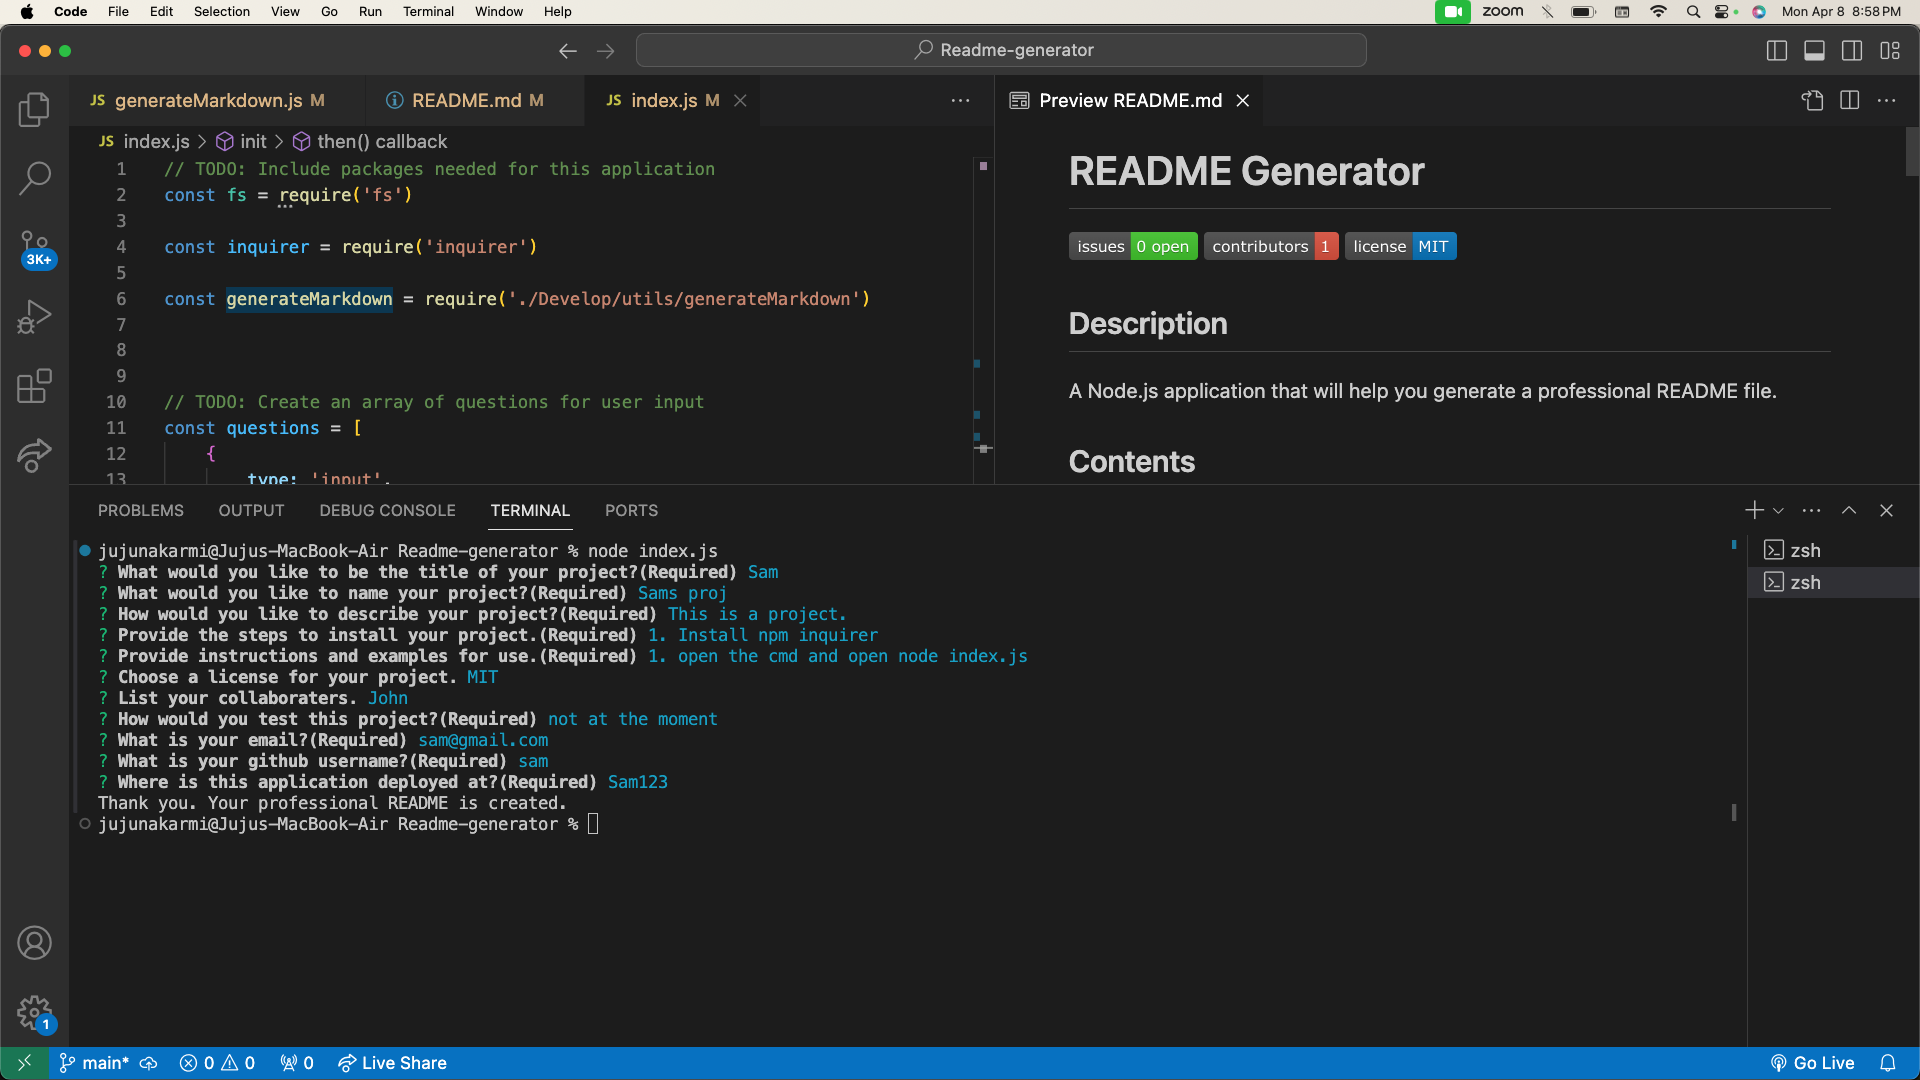 Code File Edit Selection View Go Run Terminal Window Help zoom Mon Apr 8 8:58 PM
Readme-generator
JS generateMarkdown.js M README.md M JS index.js M
Preview README.md
JS index.js > init > then() callback
1 // TODO: Include packages needed for this application
2 const fs = require('fs')
3
4 const inquirer = require('inquirer')
5
6 const generateMarkdown = require('./Develop/utils/generateMarkdown')
7
8
9
10 // TODO: Create an array of questions for user input
11 const questions = [
12 {
13 type: 'input',
README Generator
issues 0 open contributors 1 license MIT
Description
A Node.js application that will help you generate a professional README file.
Contents
3K+
PROBLEMS OUTPUT DEBUG CONSOLE TERMINAL PORTS
jujunakarmi@Jujus-MacBook-Air Readme-generator % node index.js
? What would you like to be the title of your project?(Required) Sam
? What would you like to name your project?(Required) Sams proj
? How would you like to describe your project?(Required) This is a project.
? Provide the steps to install your project.(Required) 1. Install npm inquirer
? Provide instructions and examples for use.(Required) 1. open the cmd and open node index.js
? Choose a license for your project. MIT
? List your collaboraters. John
? How would you test this project?(Required) not at the moment
? What is your email?(Required) sam@gmail.com
? What is your github username?(Required) sam
? Where is this application deployed at?(Required) Sam123
Thank you. Your professional README is created.
jujunakarmi@Jujus-MacBook-Air Readme-generator %
zsh
zsh
1
main* 0 0 0 Live Share Go Live